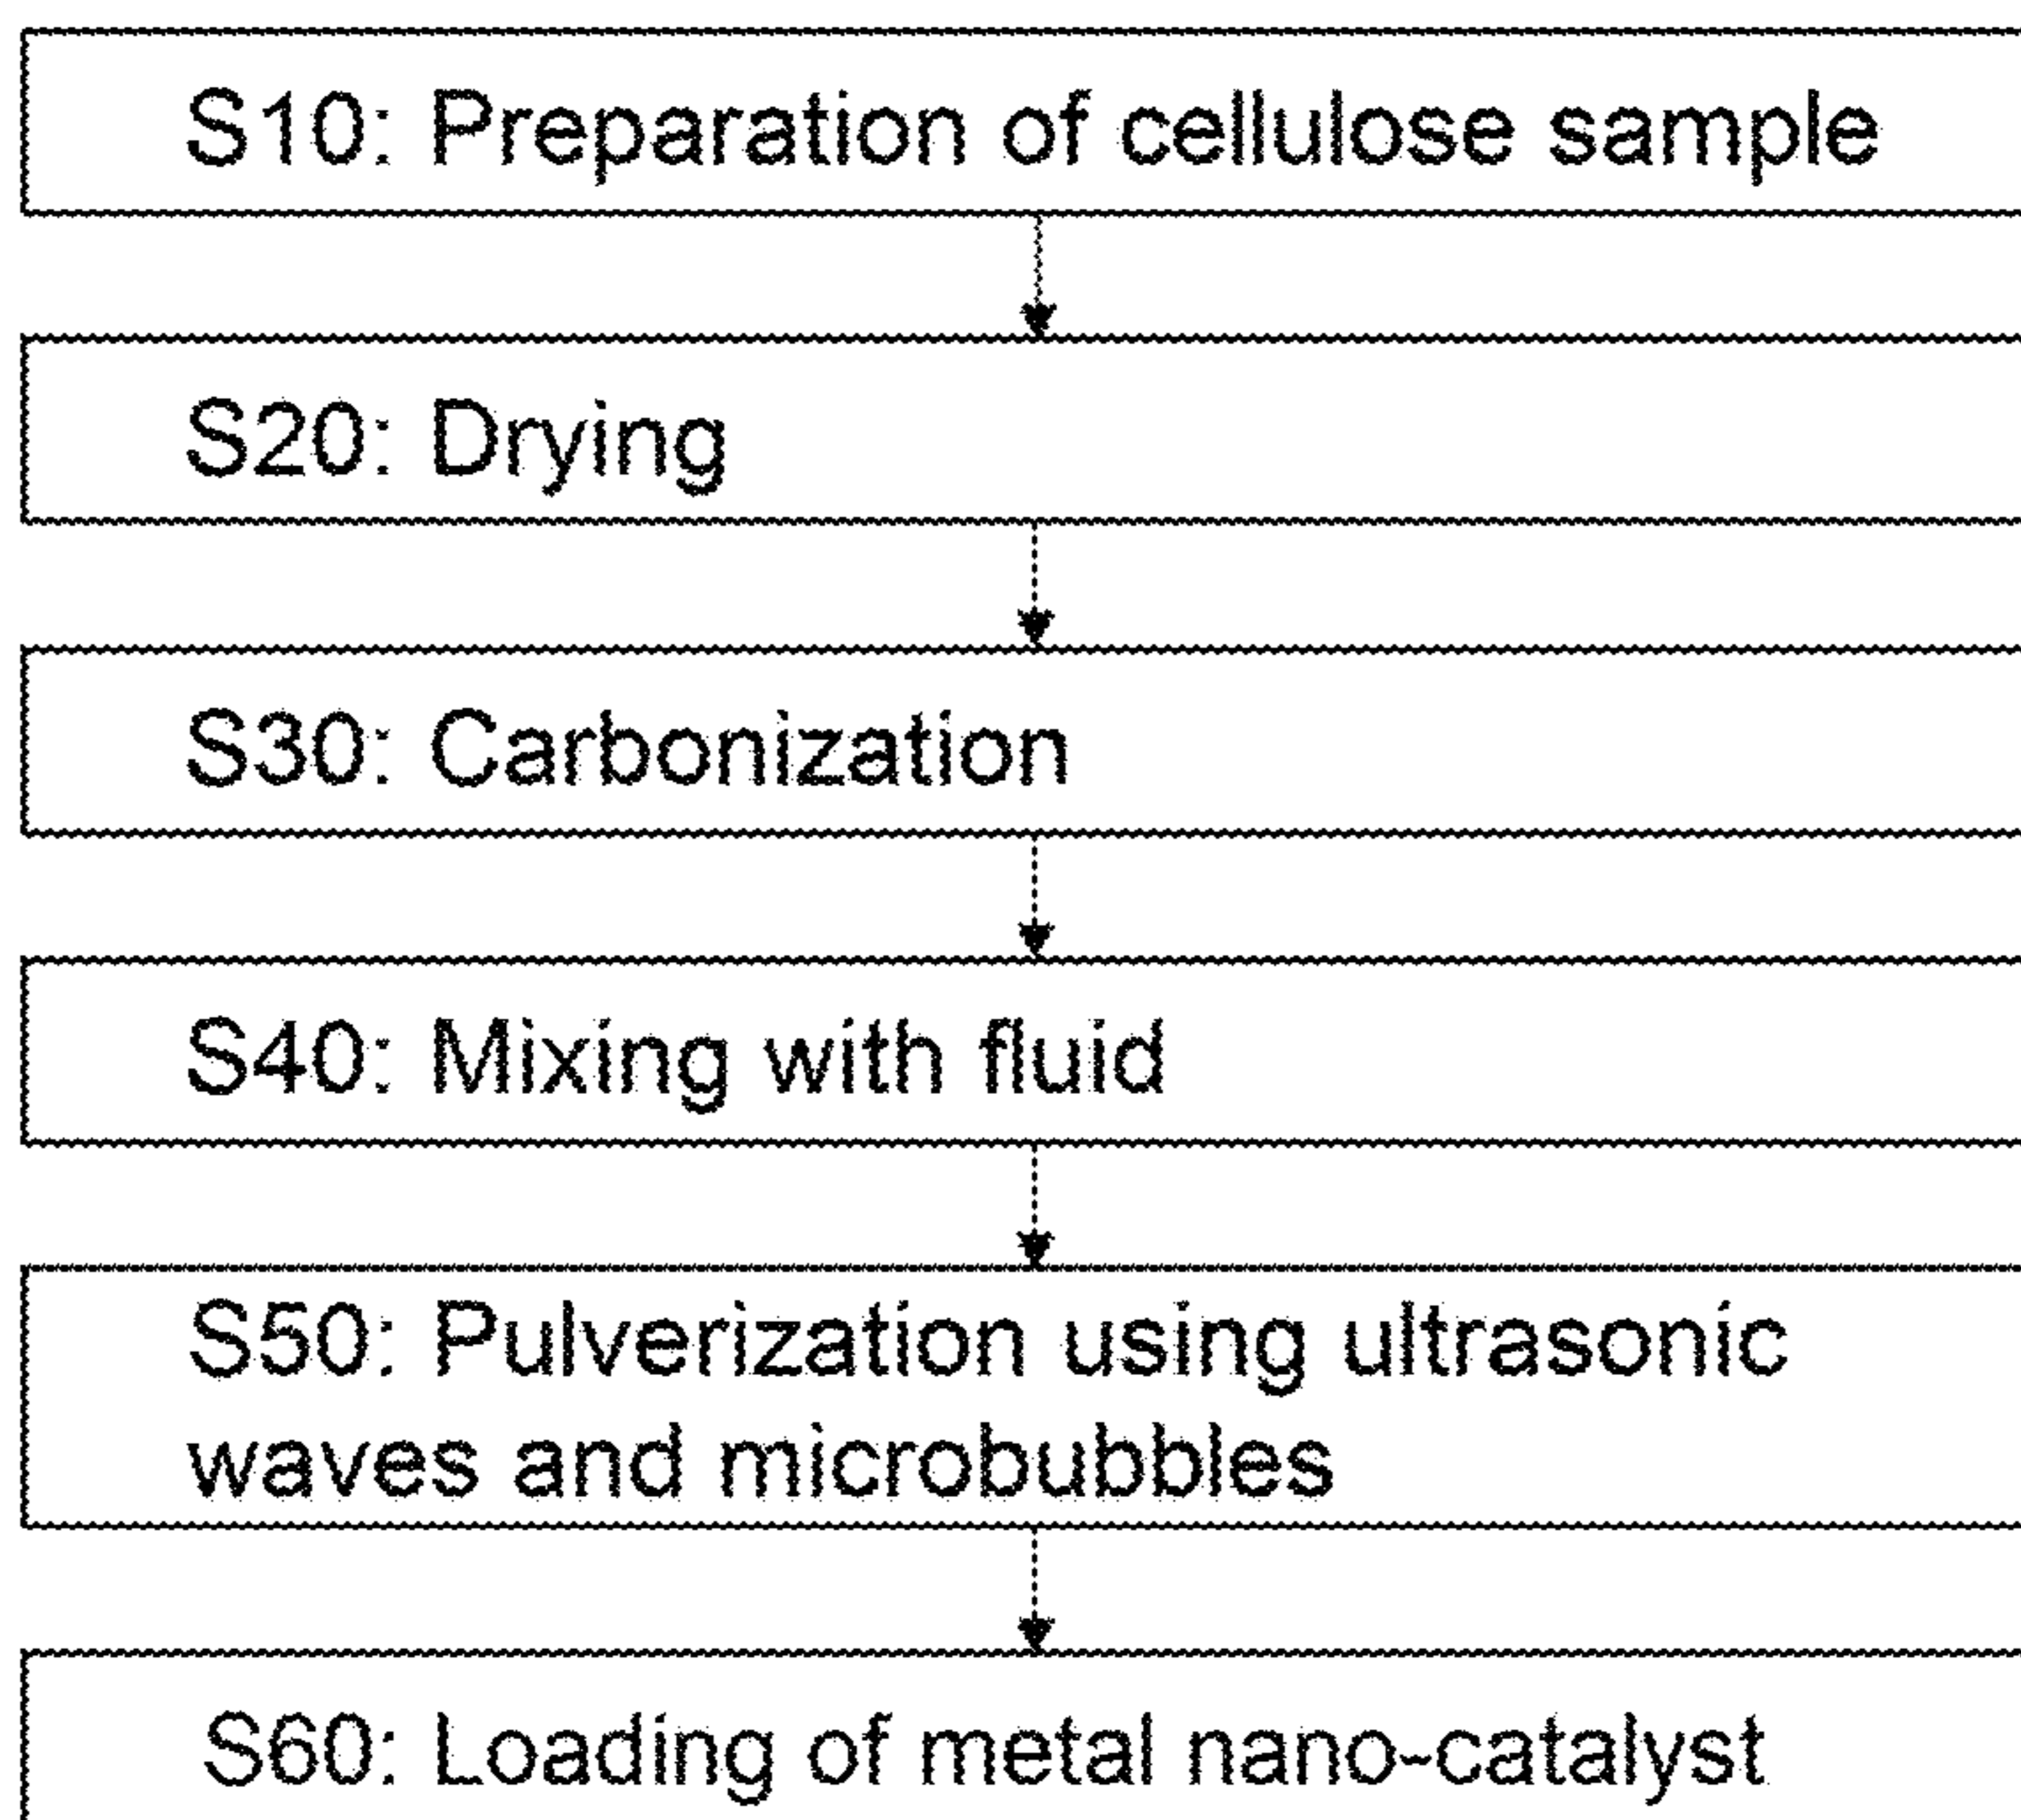 S10: Preparation of cellulose sample
S20: Drying
S30: Carbonization
S40: Mixing with fluid
S50: Pulverization using ultrasonic
waves and microbubbles
S60: Loading of metal nano-catalyst